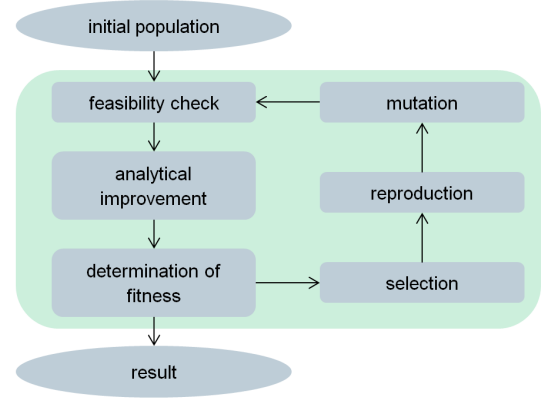 initial population
feasibility check
mutation
analytical
improvement
reproduction
determination of
fitness
selection
result